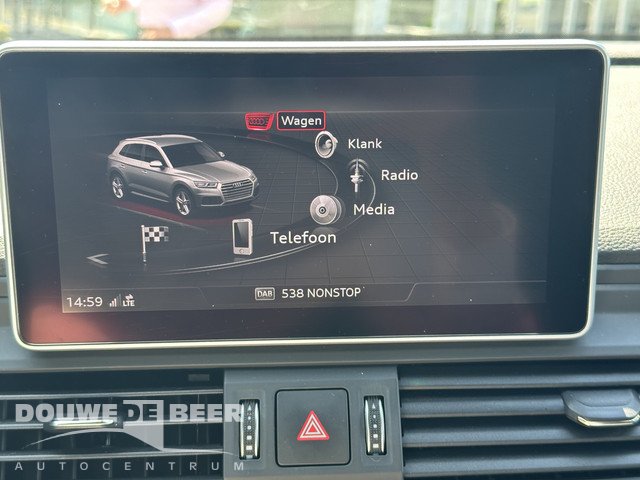 Wagen
Klank
Radio
Media
Telefoon
14:59 LTE
DAB 538 NONSTOP
DOUWE DE BEER
AUTOCENTRUM